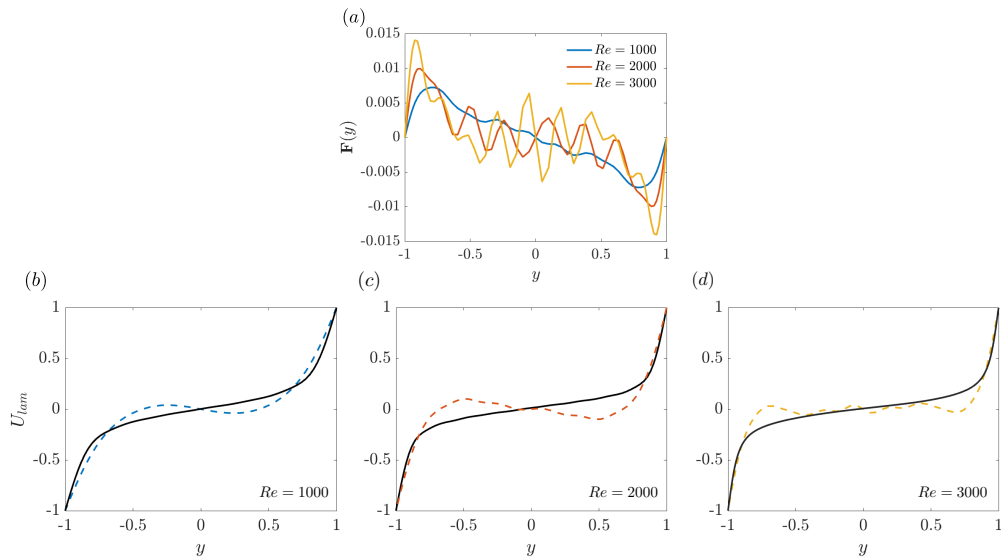 (a)
0.015
0.01
0.005
0
-0.005
-0.01
-0.015
F(y)
Re = 1000
Re = 2000
Re = 3000
-1 -0.5 0 0.5 1
y
(b) (c) (d)
1
0.5
0
-0.5
-1
U_lam
Re = 1000
-1 -0.5 0 0.5 1
y
1
0.5
0
-0.5
-1
Re = 2000
-1 -0.5 0 0.5 1
y
1
0.5
0
-0.5
-1
Re = 3000
-1 -0.5 0 0.5 1
y